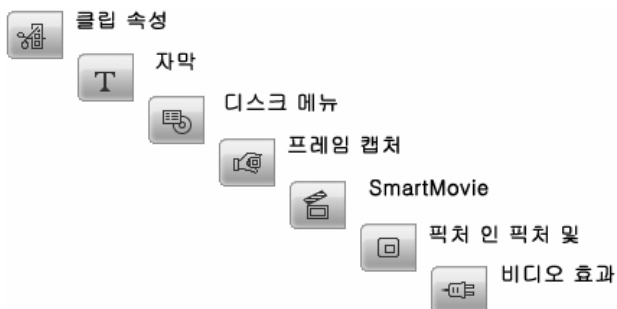 클립 속성
자막
디스크 메뉴
프레임 캡처
SmartMovie
픽처 인 픽처 및
비디오 효과